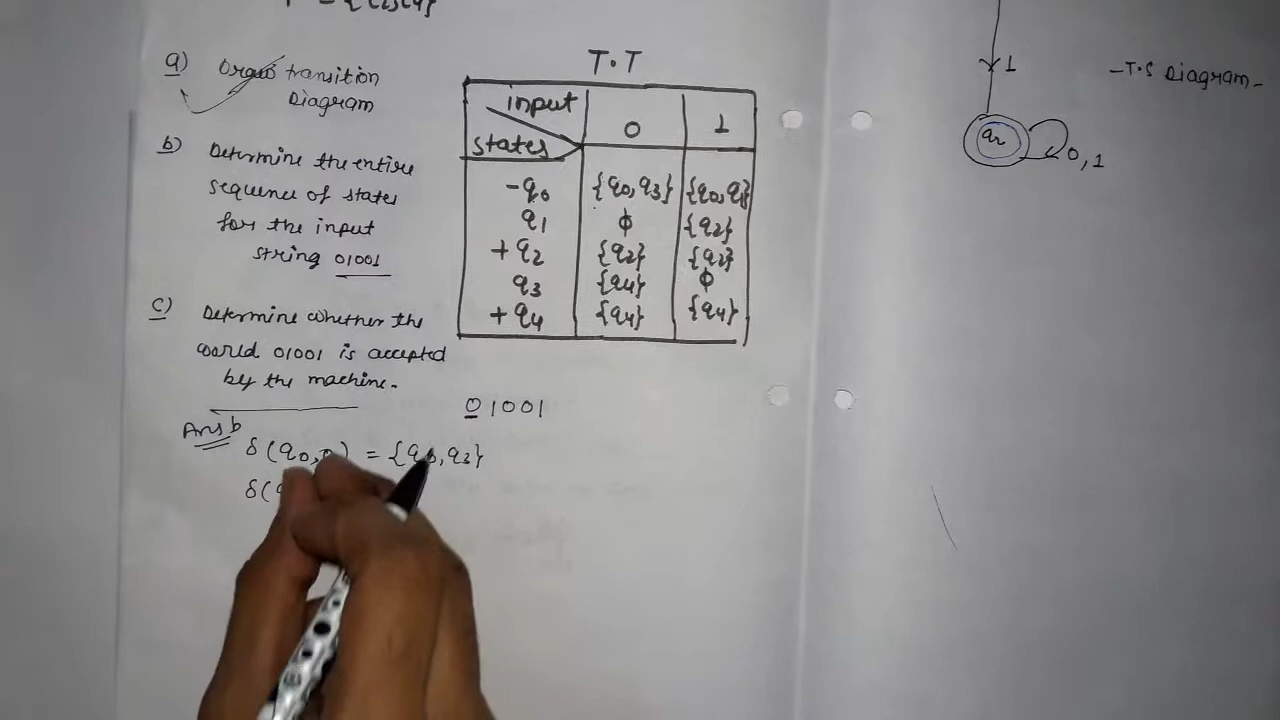 a) Draw transition
Diagram
b) Determine the entire
sequence of states
for the input
string 01001
c) Determine whether the
world 01001 is accepted
by the machine.
T.T
input
states
0 1
-q0 {q0,q3} {q0,q1}
q1 ϕ {q2}
+q2 {q2} {q2}
q3 {q4} ϕ
+q4 {q4} {q4}
01001
Ans b
δ(q0,0) = {q0,q3}
δ(q
1
-T.S Diagram-
q2
0,1